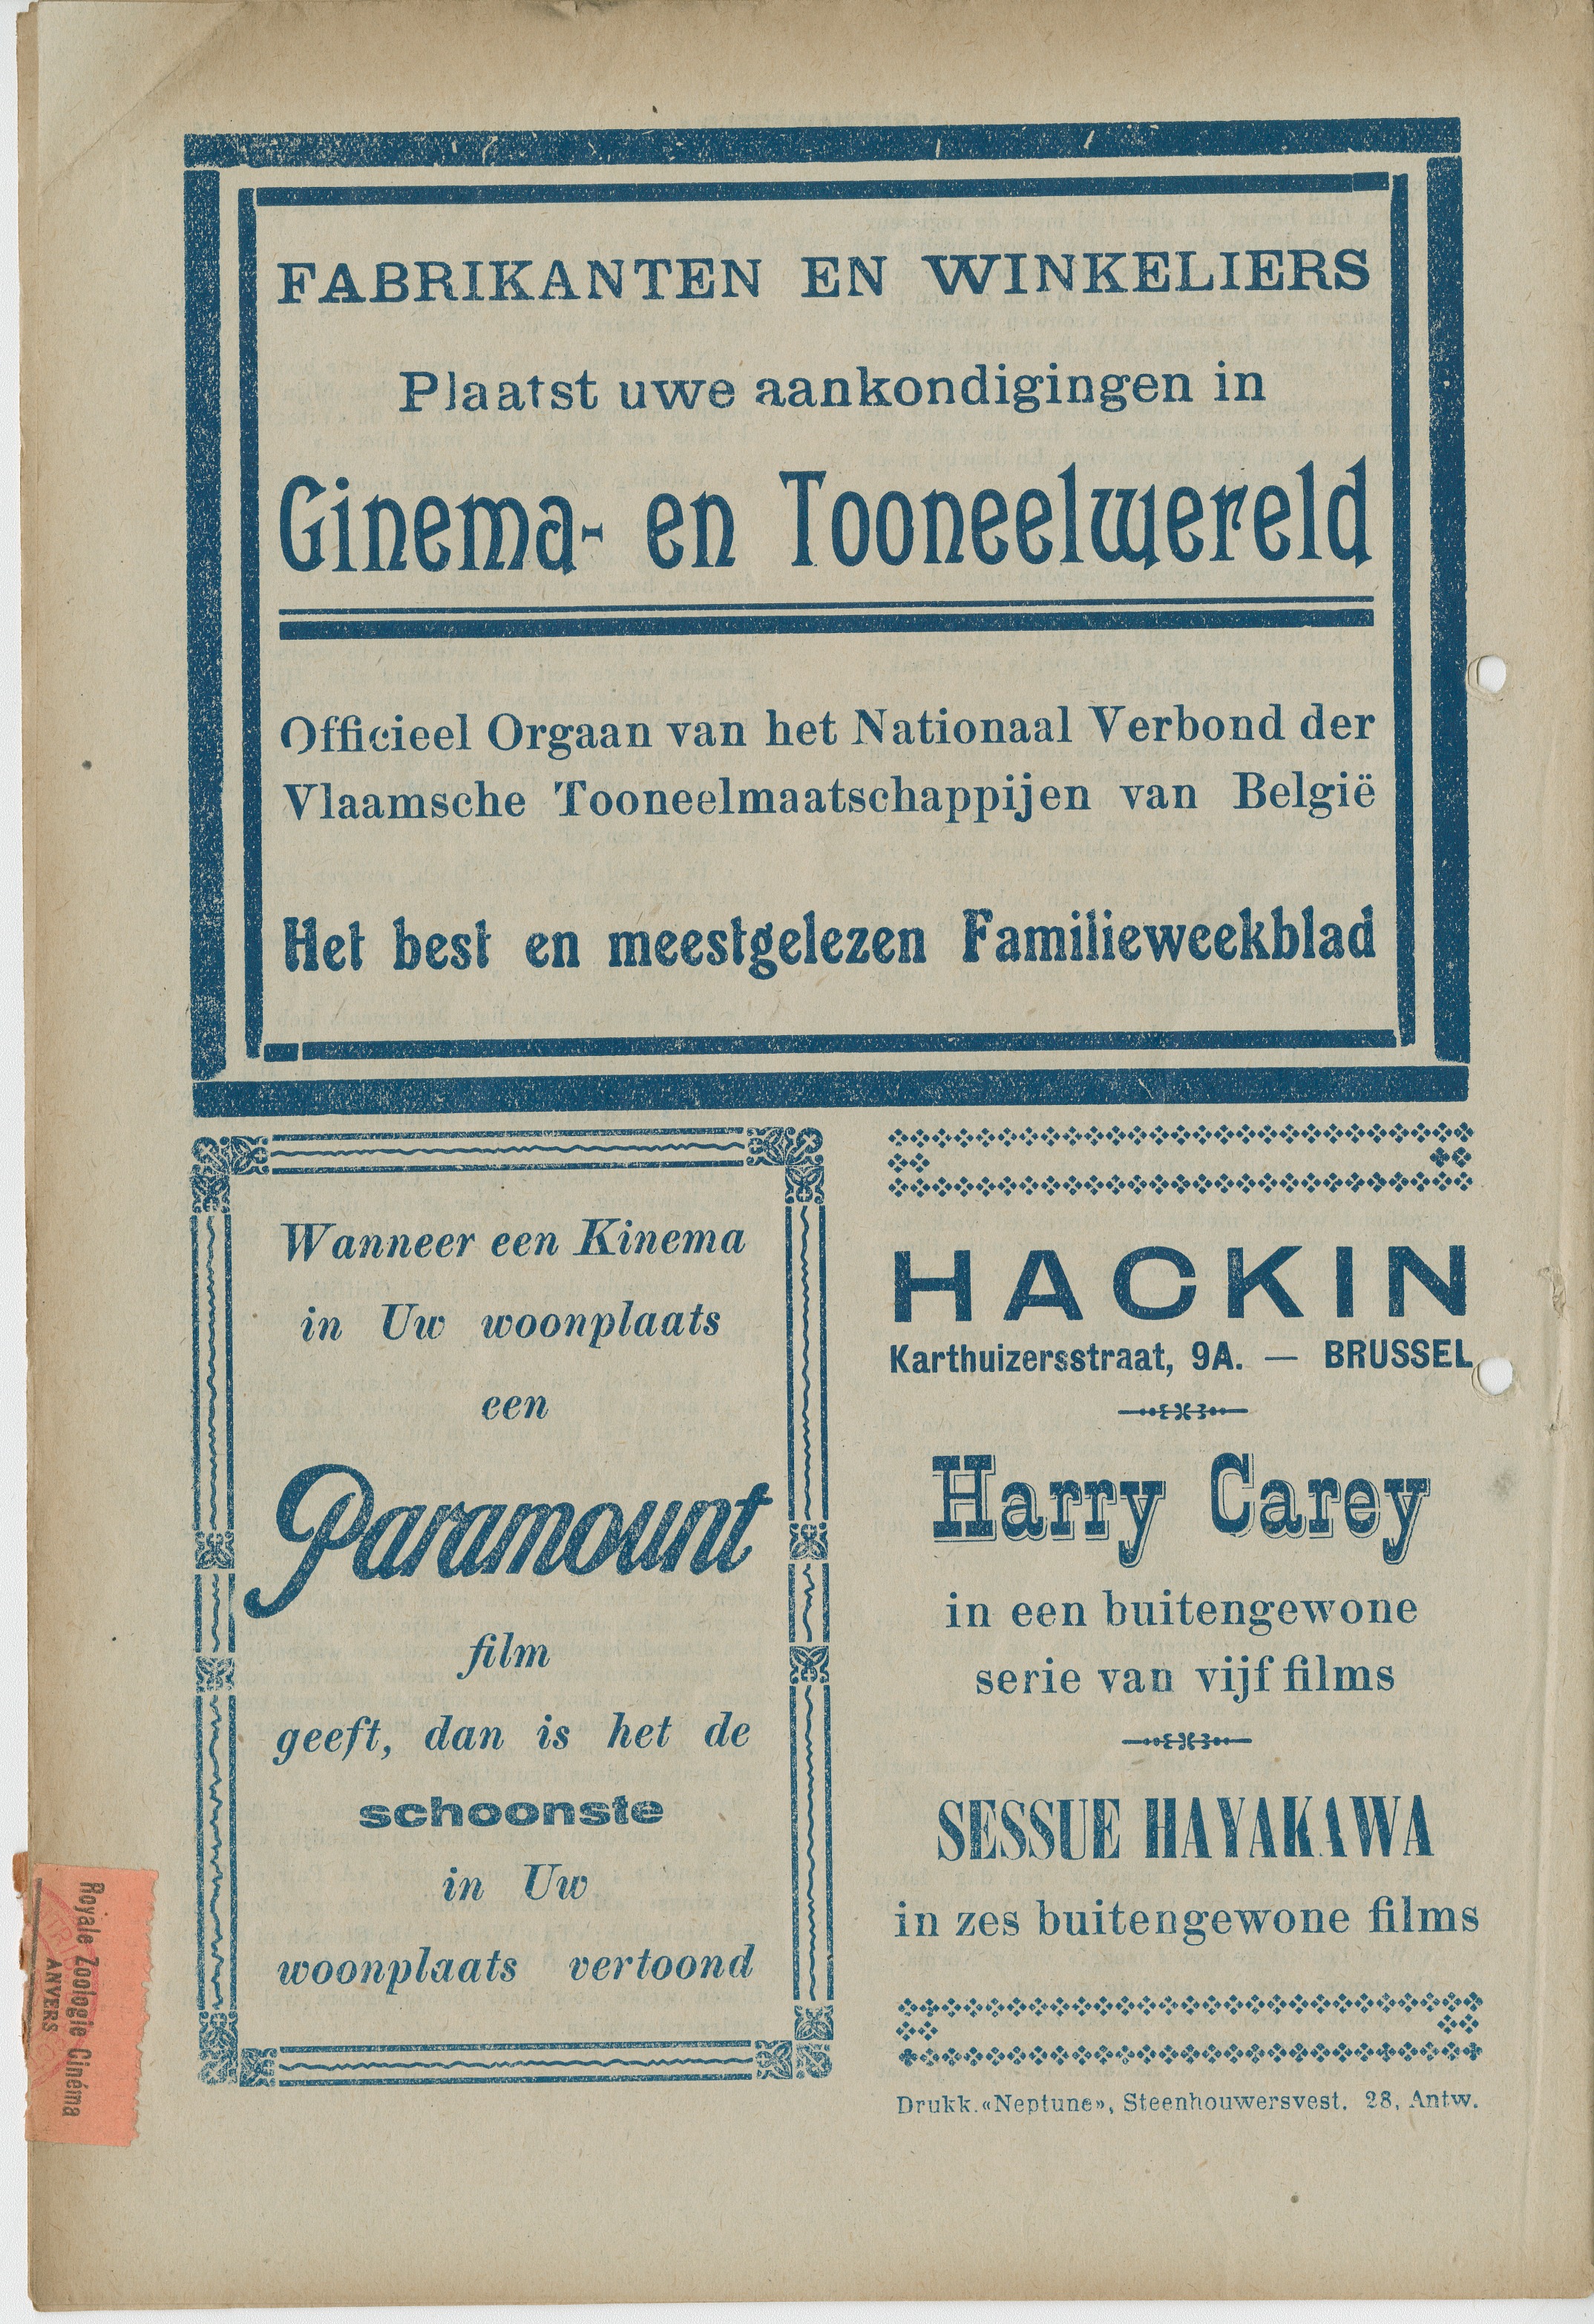 FABRIKANTEN EN WINKELIERS
Plaatst uwe aankondigingen in
Cinema- en Tooneelwereld
Officieel Orgaan van het Nationaal Verbond der
Vlaamsche Tooneelmaatschappijen van België
Het best en meestgelezen Familieweekblad
Wanneer een Kinema
in Uw woonplaats
een
Paramount
film
geeft, dan is het de
schoonste
in Uw
woonplaats vertoond
HACKIN
Karthuizersstraat, 9A. — BRUSSEL
Harry Carey
in een buitengewone
serie van vijf films
SESSUE HAYAKAWA
in zes buitengewone films
Drukk. «Neptune», Steenhouwersvest. 28, Antw.
Royale Zoologie Cinéma
ANVERS